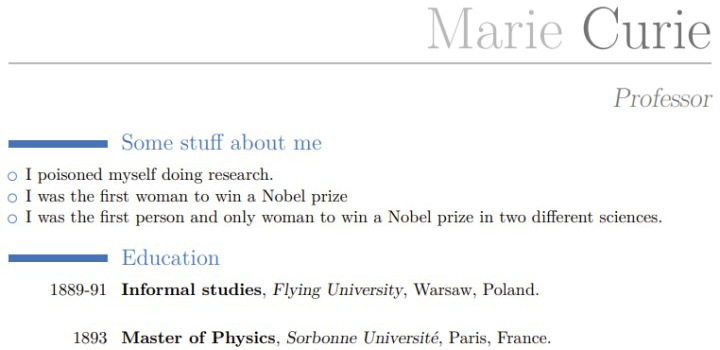 Marie Curie
Professor
Some stuff about me
I poisoned myself doing research.
I was the first woman to win a Nobel prize
I was the first person and only woman to win a Nobel prize in two different sciences.
Education
1889-91 Informal studies, Flying University, Warsaw, Poland.
1893 Master of Physics, Sorbonne Université, Paris, France.